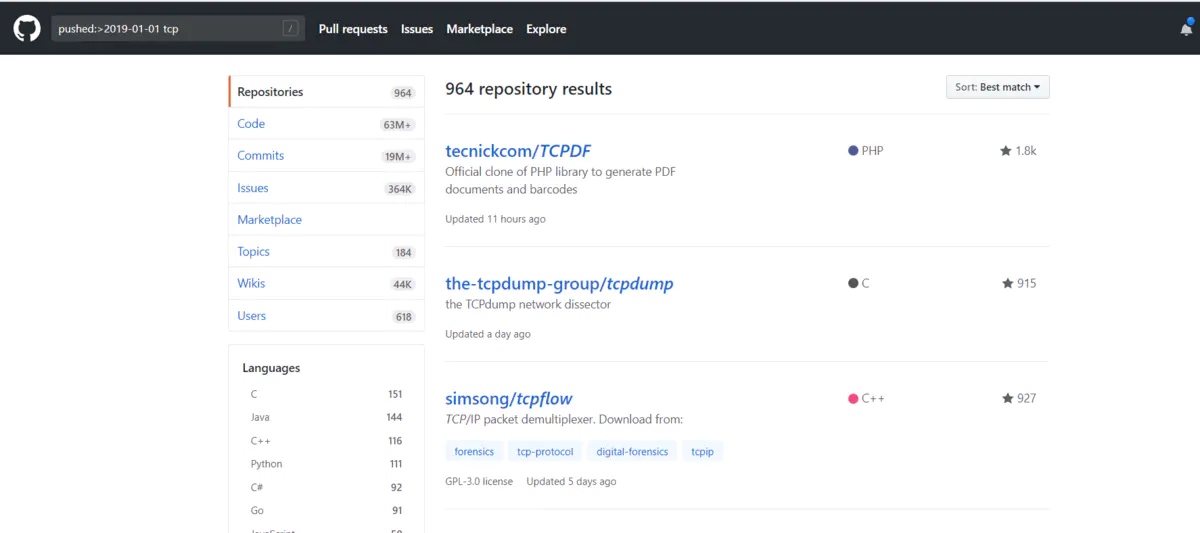 pushed:>2019-01-01 tcp / Pull requests Issues Marketplace Explore
Repositories 964
Code 63M+
Commits 19M+
Issues 364K
Marketplace
Topics 184
Wikis 44K
Users 618
Languages
C 151
Java 144
C++ 116
Python 111
C# 92
Go 91
964 repository results Sort: Best match
tecnickcom/TCPDF PHP 1.8k
Official clone of PHP library to generate PDF
documents and barcodes
Updated 11 hours ago
the-tcpdump-group/tcpdump C 915
the TCPdump network dissector
Updated a day ago
simsong/tcpflow C++ 927
TCP/IP packet demultiplexer. Download from:
forensics tcp-protocol digital-forensics tcpip
GPL-3.0 license Updated 5 days ago